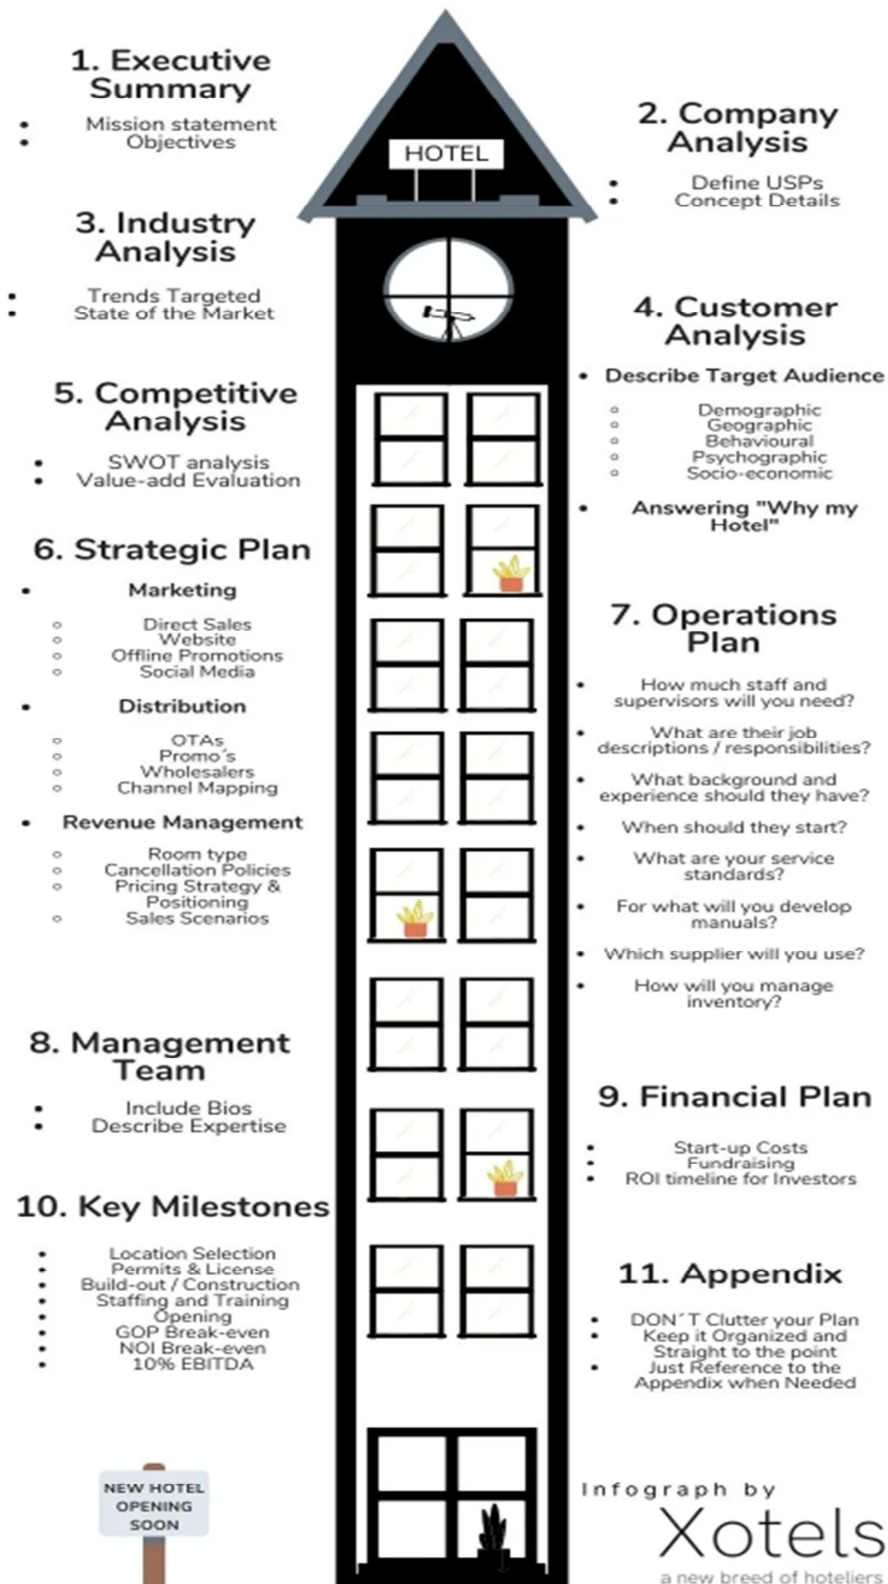 1. Executive
Summary
• Mission statement
• Objectives
HOTEL
2. Company
Analysis
• Define USPs
• Concept Details
3. Industry
Analysis
• Trends Targeted
• State of the Market
4. Customer
Analysis
• Describe Target Audience
◦ Demographic
◦ Geographic
◦ Behavioural
◦ Psychographic
◦ Socio-economic
• Answering "Why my
Hotel"
5. Competitive
Analysis
• SWOT analysis
• Value-add Evaluation
6. Strategic Plan
• Marketing
◦ Direct Sales
◦ Website
◦ Offline Promotions
◦ Social Media
• Distribution
◦ OTAs
◦ Promo´s
◦ Wholesalers
◦ Channel Mapping
• Revenue Management
◦ Room type
◦ Cancellation Policies
◦ Pricing Strategy &
Positioning
◦ Sales Scenarios
7. Operations
Plan
• How much staff and
supervisors will you need?
• What are their job
descriptions / responsibilities?
• What background and
experience should they have?
• When should they start?
• What are your service
standards?
• For what will you develop
manuals?
• Which supplier will you use?
• How will you manage
inventory?
8. Management
Team
• Include Bios
• Describe Expertise
9. Financial Plan
• Start-up Costs
• Fundraising
• ROI timeline for Investors
10. Key Milestones
• Location Selection
• Permits & License
• Build-out / Construction
• Staffing and Training
• Opening
• GOP Break-even
• NOI Break-even
• 10% EBITDA
11. Appendix
• DON´T Clutter your Plan
• Keep it Organized and
Straight to the point
• Just Reference to the
Appendix when Needed
NEW HOTEL
OPENING
SOON
Infograph by
Xotels
a new breed of hoteliers